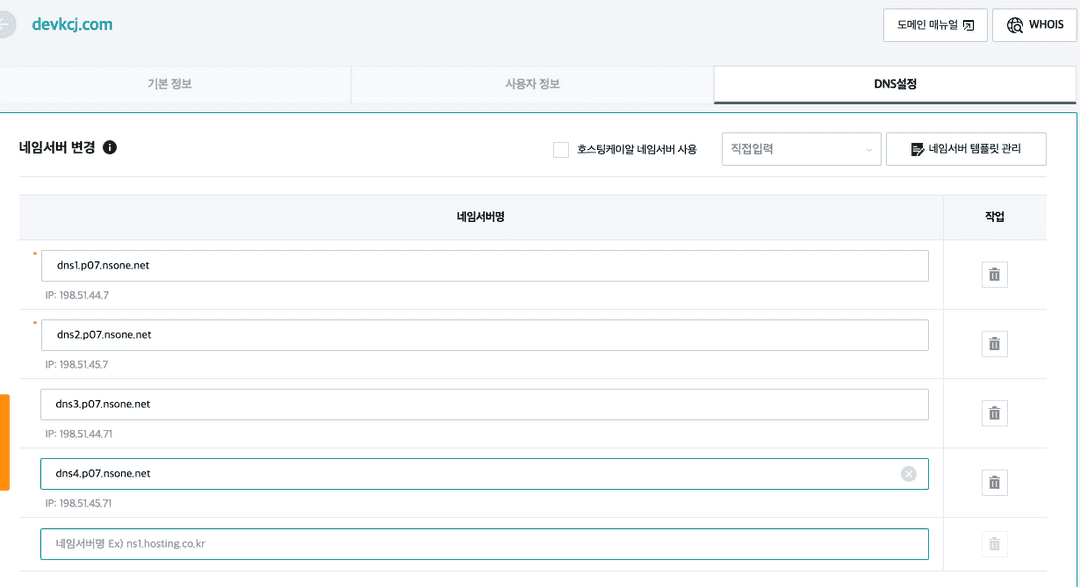 devkcj.com
도메인 매뉴얼
WHOIS
기본 정보
사용자 정보
DNS설정
네임서버 변경
호스팅케이알 네임서버 사용
직접입력
네임서버 템플릿 관리
네임서버명
작업
* dns1.p07.nsone.net
IP: 198.51.44.7
* dns2.p07.nsone.net
IP: 198.51.45.7
dns3.p07.nsone.net
IP: 198.51.44.71
dns4.p07.nsone.net
IP: 198.51.45.71
네임서버명 Ex) ns1.hosting.co.kr